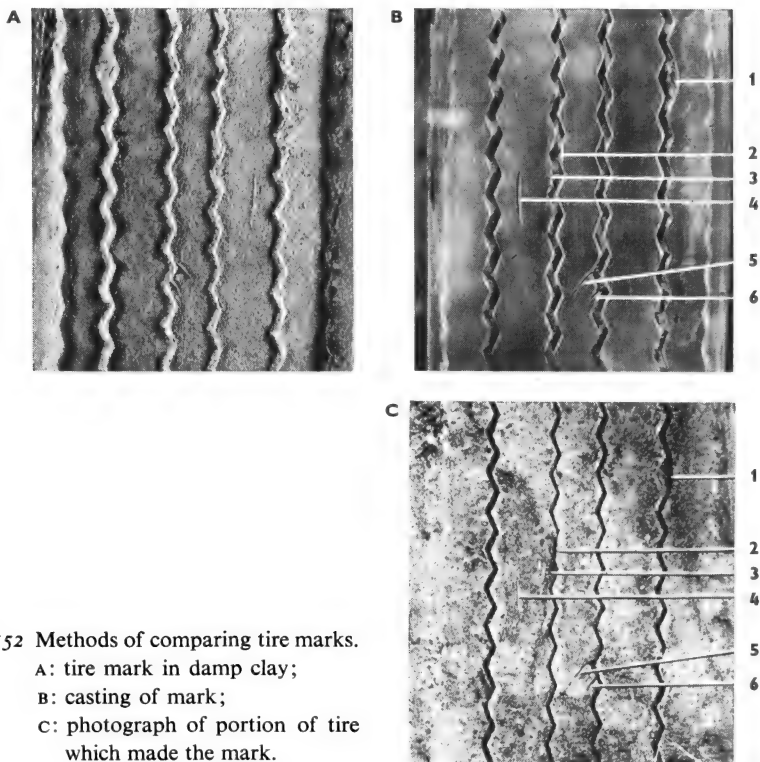 A
B
1
2
3
4
5
6
C
1
2
3
4
5
6
52 Methods of comparing tire marks.
A: tire mark in damp clay;
B: casting of mark;
C: photograph of portion of tire
which made the mark.